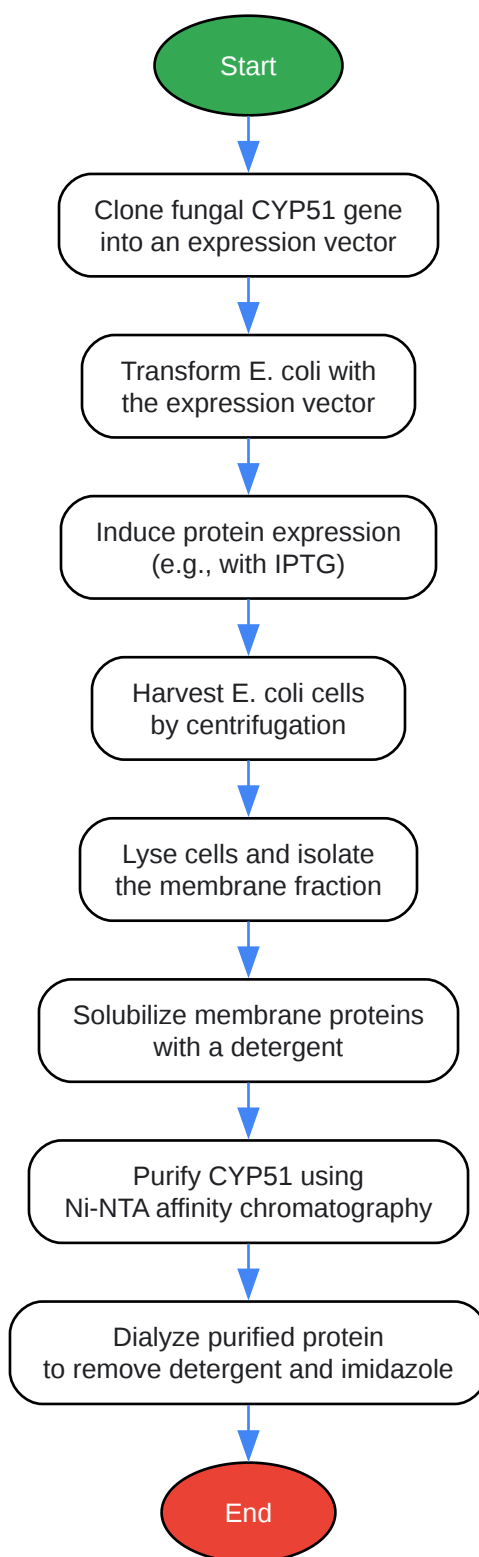 Start
Clone fungal CYP51 gene
into an expression vector
Transform E. coli with
the expression vector
Induce protein expression
(e.g., with IPTG)
Harvest E. coli cells
by centrifugation
Lyse cells and isolate
the membrane fraction
Solubilize membrane proteins
with a detergent
Purify CYP51 using
Ni-NTA affinity chromatography
Dialyze purified protein
to remove detergent and imidazole
End